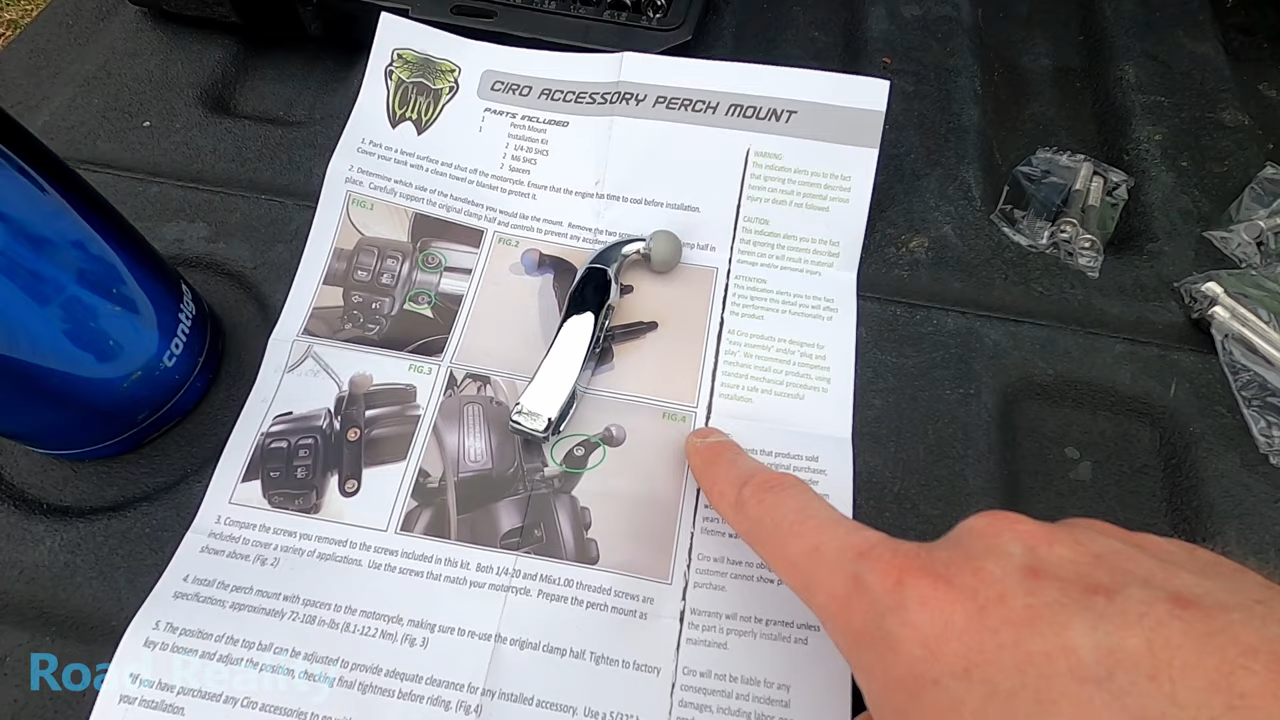 Ciro
CIRO ACCESSORY PERCH MOUNT
PARTS INCLUDED
1 Perch Mount
1 Installation Kit
2 1/4-20 SHCS
2 M6 SHCS
2 Spacers
1. Park on a level surface and shut off the motorcycle. Ensure that the engine has time to cool before installation.
Cover your tank with a clean towel or blanket to protect it.
2. Determine which side of the handlebars you would like the mount. Remove the two
place. Carefully support the original clamp half and controls to prevent any
clamp half in
FIG.1
FIG.2
FIG.3
FIG.4
3. Compare the screws you removed to the screws included in this kit. Both 1/4-20 and M6x1.00 threaded screws are
included to cover a variety of applications. Use the screws that match your motorcycle. Prepare the perch mount as
shown above. (Fig. 2)
4. Install the perch mount with spacers to the motorcycle, making sure to re-use the original clamp half. Tighten to factory
specifications; approximately 72-108 in-lbs (8.1-12.2 Nm). (Fig. 3)
5. The position of the top ball can be adjusted to provide adequate clearance for any installed accessory. Use a 5/32"
key to loosen and adjust the position, checking final tightness before riding. (Fig.4)
*If you have purchased any Ciro accessories to go
your installation.
WARNING:
This indication alerts you to the fact
that ignoring the contents described
herein can result in potential serious
injury or death if not followed.
CAUTION:
This indication alerts you to the fact
that ignoring the contents described
herein can or will result in material
damage and/or personal injury.
ATTENTION:
This indication alerts you to the fact
if you ignore this detail you will affect
the performance or functionality of
the product.
All Ciro products are designed for
"easy assembly" and/or "plug and
play". We recommend a competent
mechanic install our products, using
standard mechanical procedures to
assure a safe and successful
installation.
that products sold
original purchaser,
years
lifetime
Ciro will have no
customer cannot show
purchase.
Warranty will not be granted unless
the part is properly installed and
maintained.
Ciro will not be liable for any
consequential and incidental
damages, including labor
contigo
Road Reality